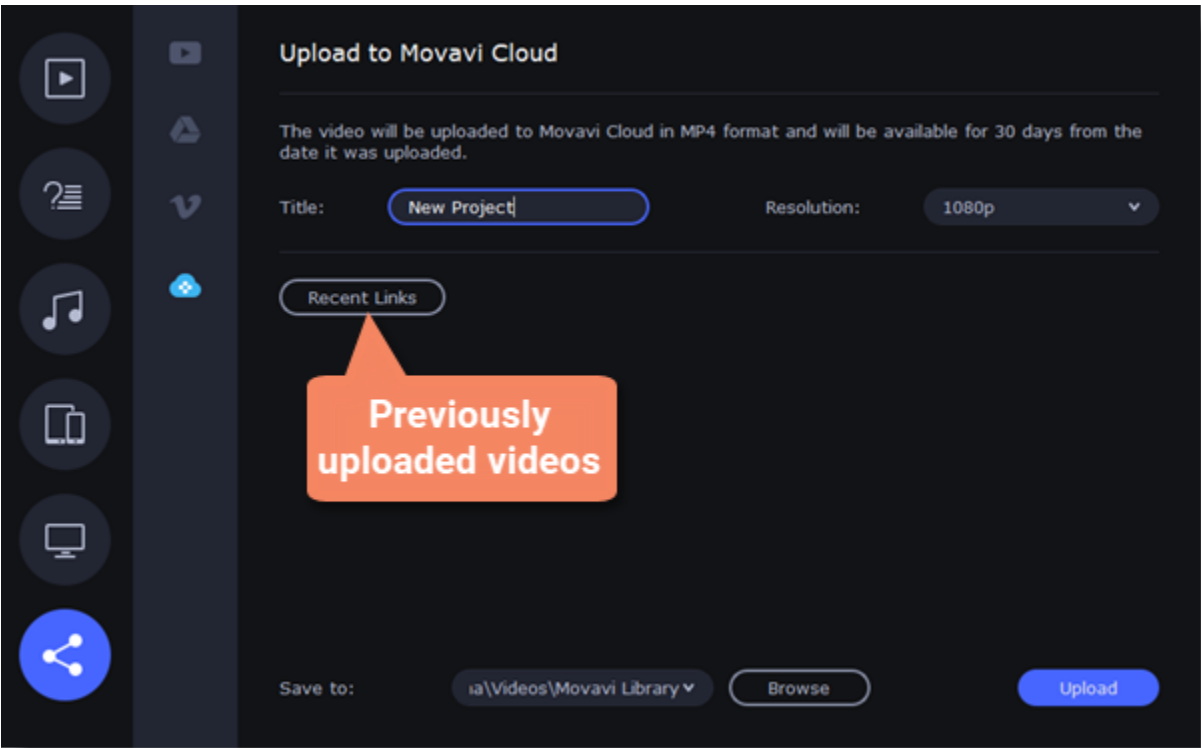 Upload to Movavi Cloud
The video will be uploaded to Movavi Cloud in MP4 format and will be available for 30 days from the
date it was uploaded.
Title: New Project Resolution: 1080p
Recent Links
Previously
uploaded videos
Save to: ıa\Videos\Movavi Library Browse Upload